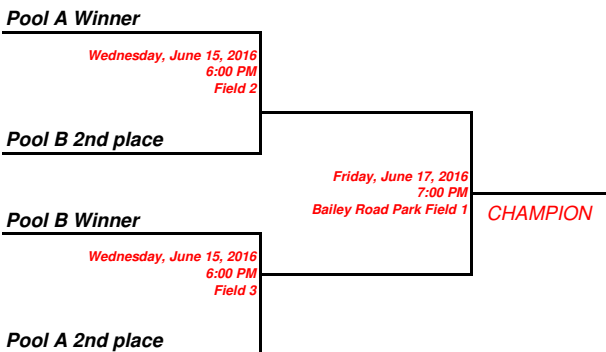 Pool A Winner
Wednesday, June 15, 2016
6:00 PM
Field 2
Pool B 2nd place
Friday, June 17, 2016
7:00 PM
Bailey Road Park Field 1
CHAMPION
Pool B Winner
Wednesday, June 15, 2016
6:00 PM
Field 3
Pool A 2nd place